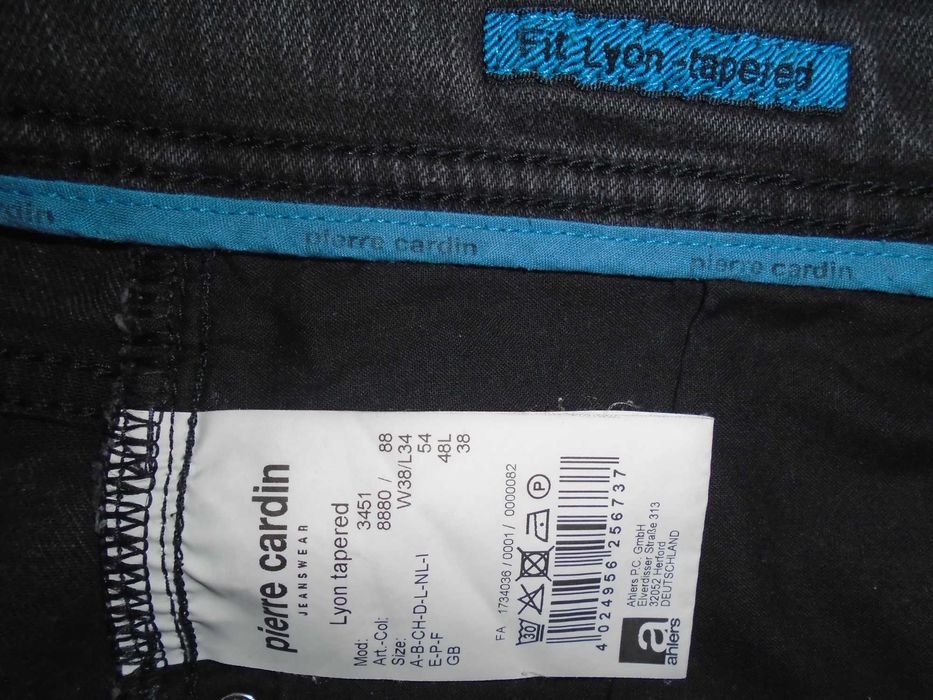 Fit Lyon -tapered
rdin
pierre cardin
pierre cardin
pierre cardin
JEANSWEAR
Lyon tapered
Mod: 3451
Art.-Col: 8880 / 88
Size: W38/L34
A-B-CH-D-L-NL-I 54
E-P-F 48L
GB 38
FA 1734036 / 0001 / 0000082
30
P
4 024956 256737
a
ahlers
Ahlers P.C. GmbH
Elverdisser Straße 313
32052 Herford
DEUTSCHLAND